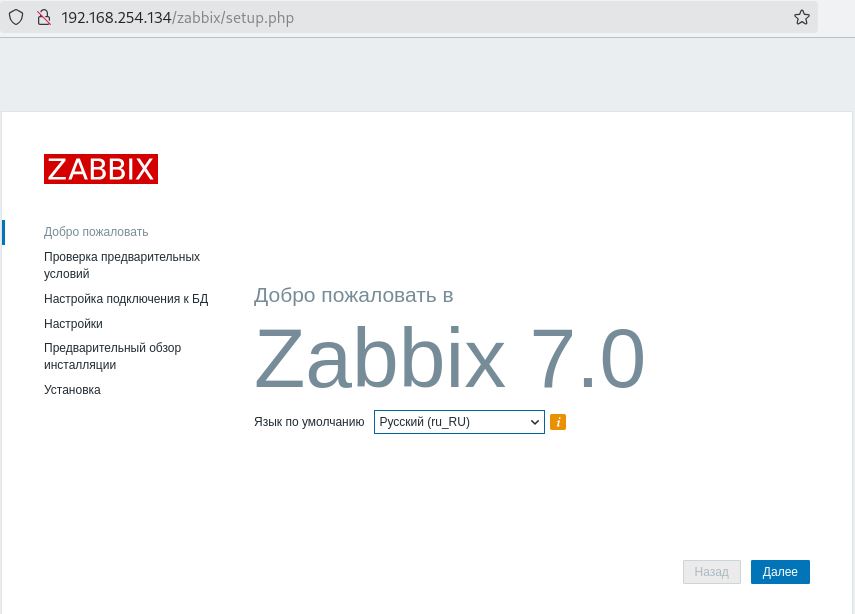 192.168.254.134/zabbix/setup.php
ZABBIX
Добро пожаловать
Проверка предварительных
условий
Настройка подключения к БД
Настройки
Предварительный обзор
инсталляции
Установка
Добро пожаловать в
Zabbix 7.0
Язык по умолчанию Русский (ru_RU) i
Назад Далее